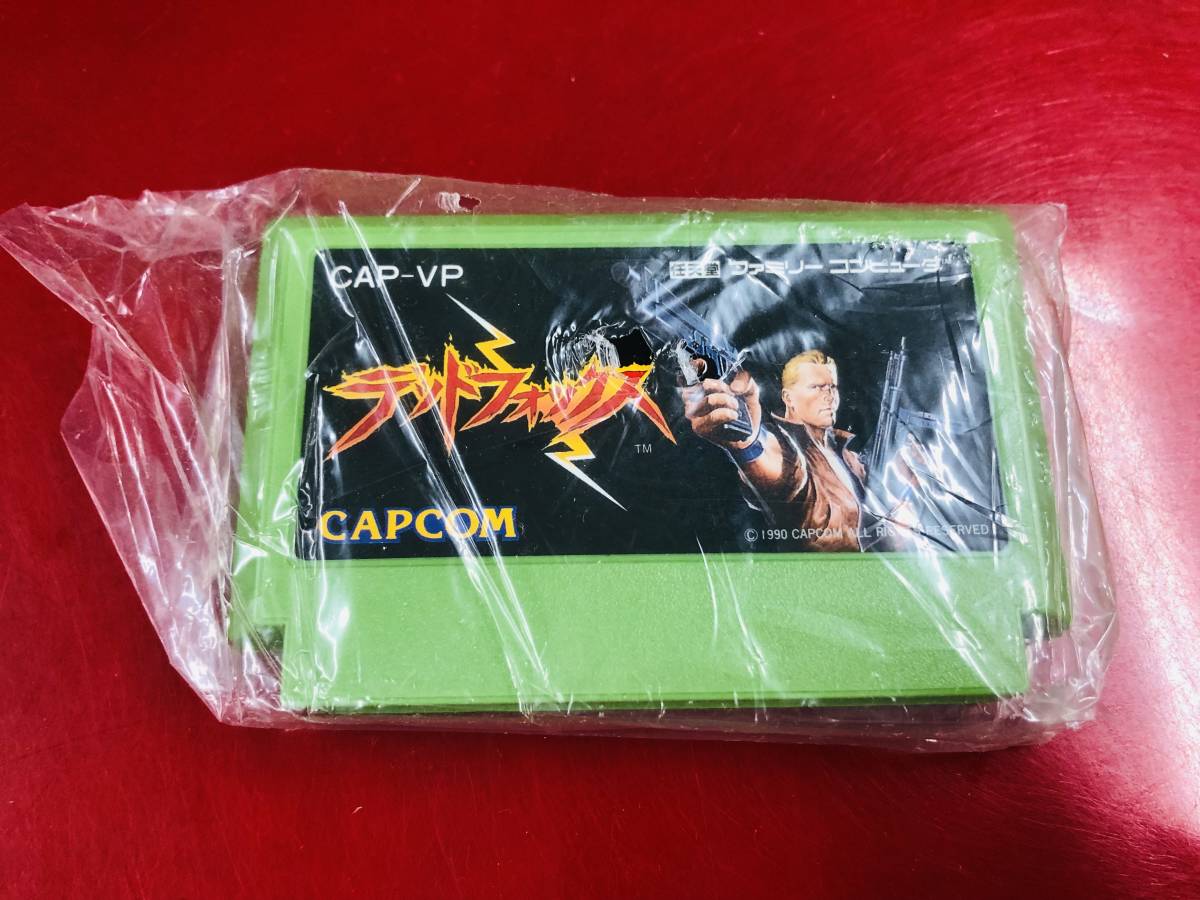 CAP-VP
任天堂 ファミリーコンピュータ
デッドフォックス
TM
CAPCOM
© 1990 CAPCOM ALL RIGHTS RESERVED